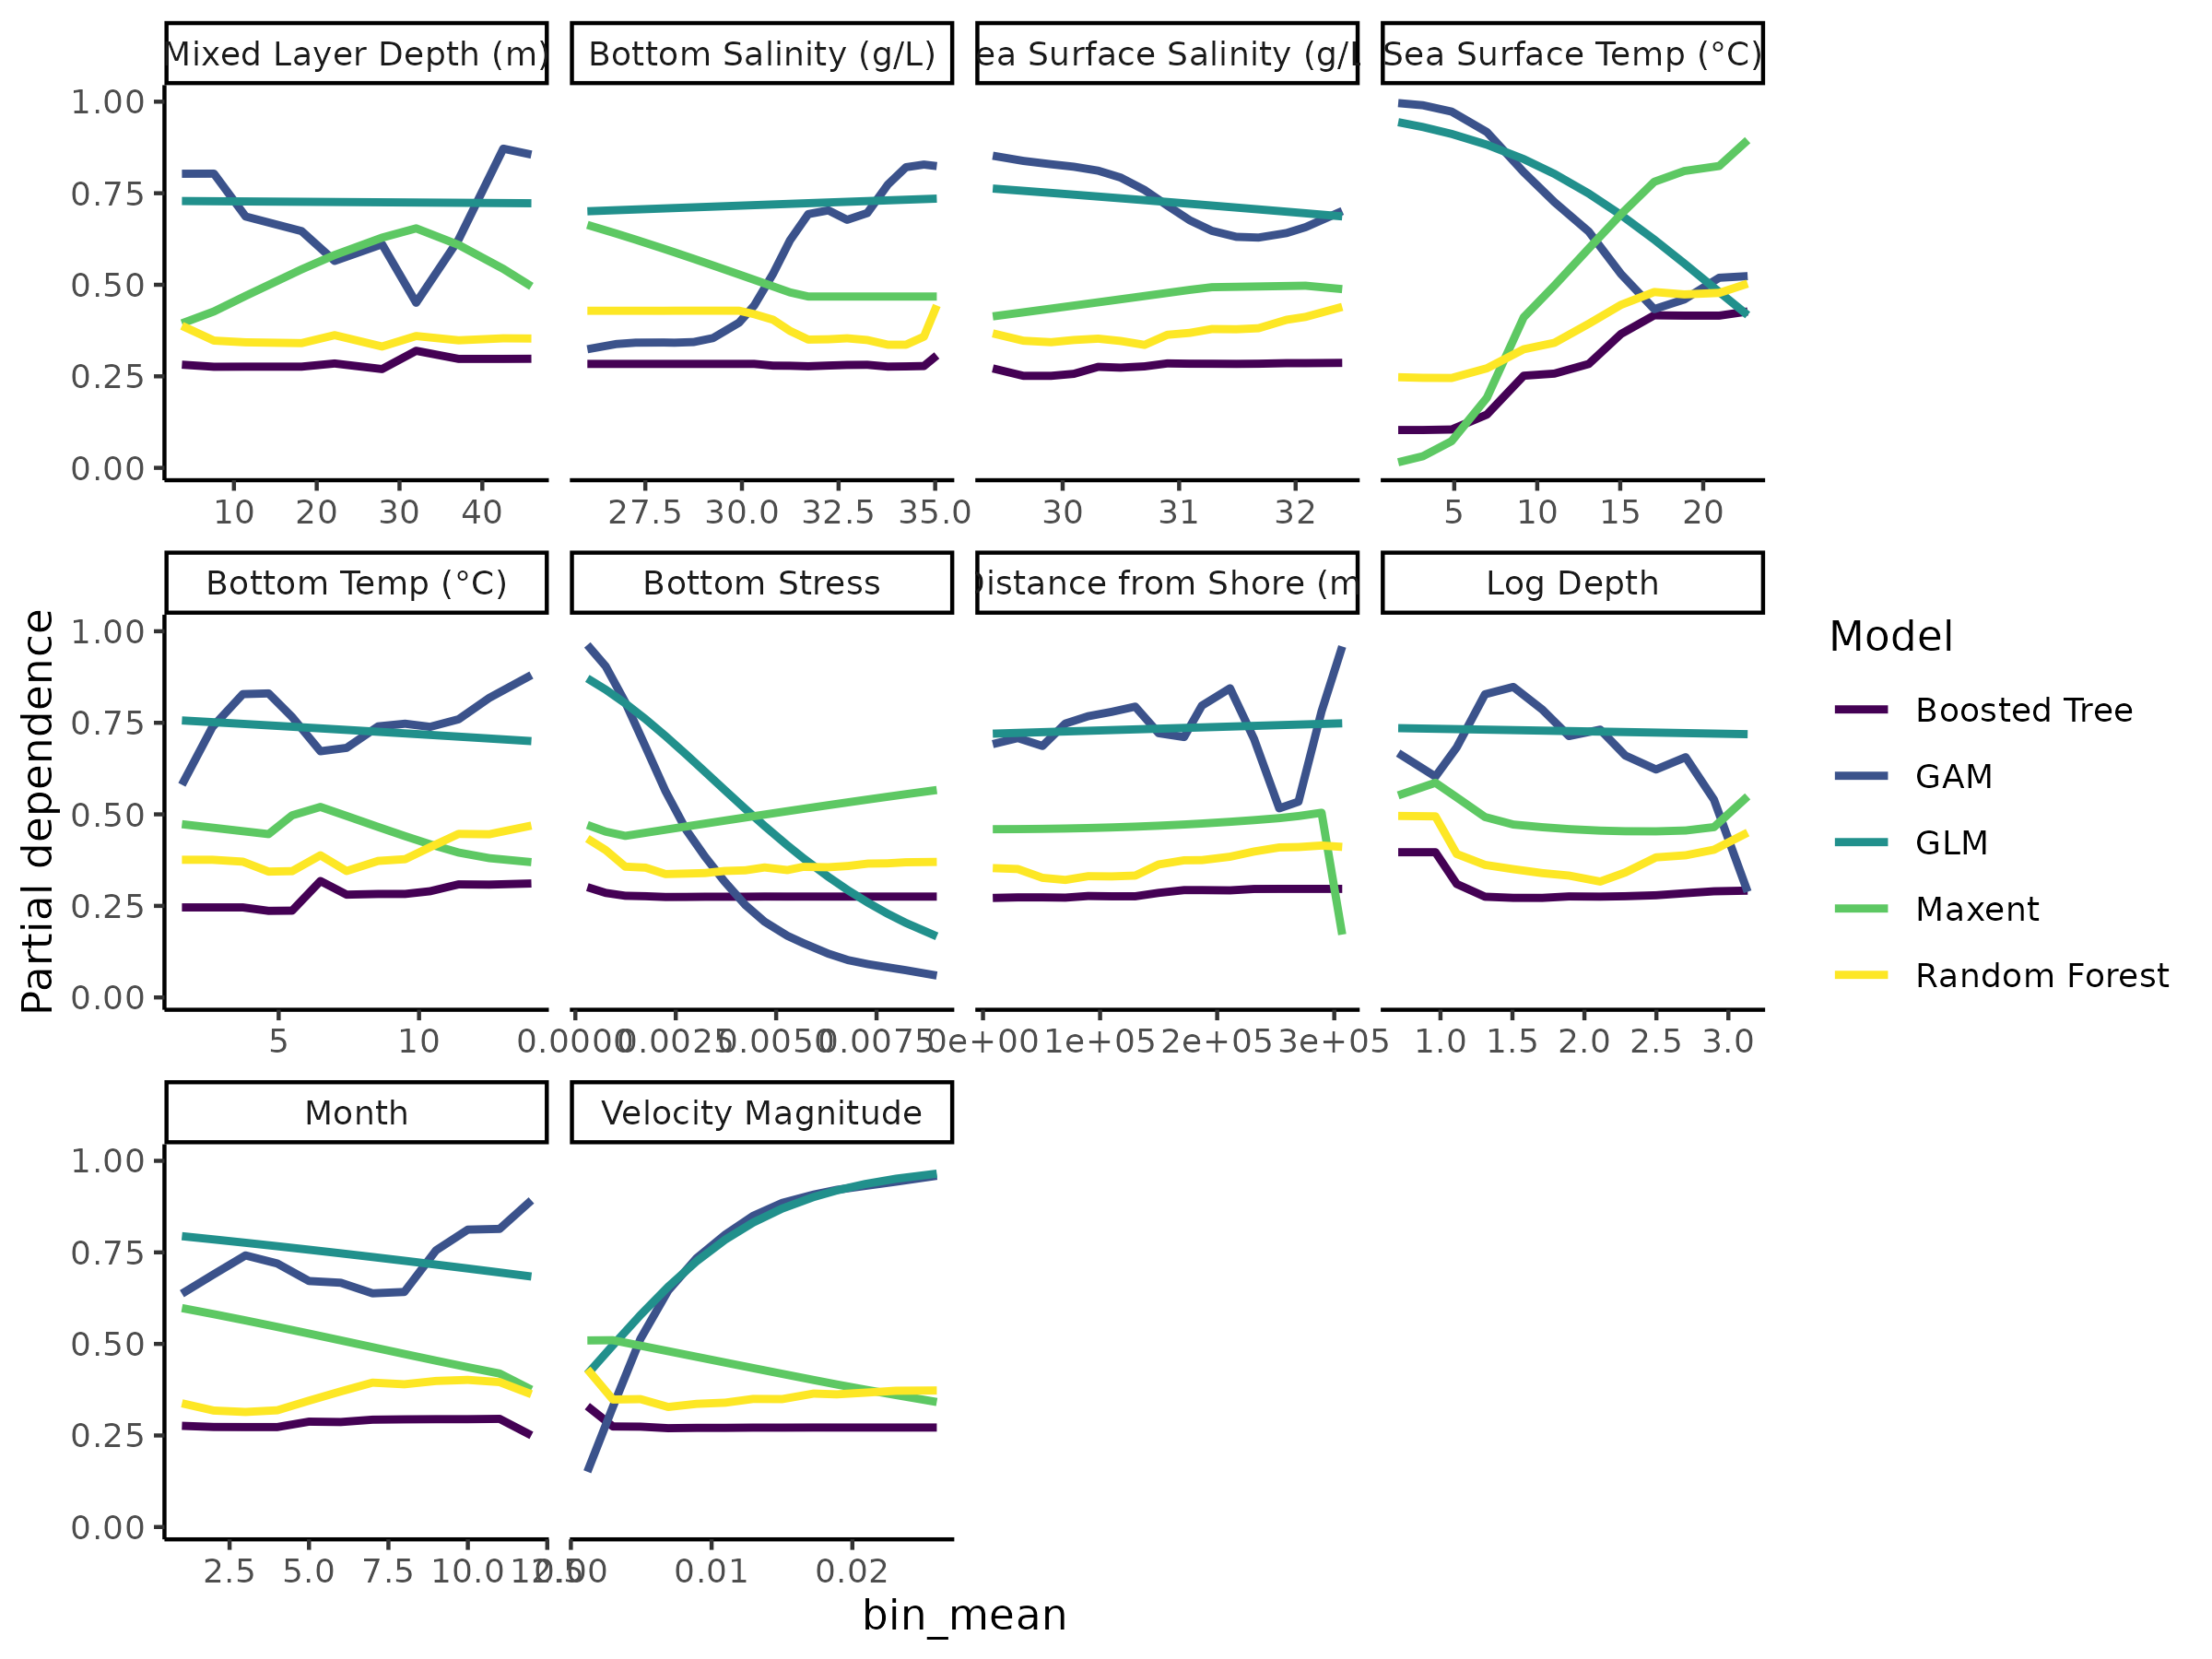 Mixed Layer Depth (m)
Bottom Salinity (g/L)
ea Surface Salinity (g/L
Sea Surface Temp (°C)
1.00
0.75
0.50
0.25
0.00
10 20 30 40
27.5 30.0 32.5 35.0
30 31 32
5 10 15 20
Bottom Temp (°C)
Bottom Stress
Distance from Shore (m
Log Depth
1.00
0.75
0.50
0.25
0.00
5 10
0.0000 0.0025 0.0050 0.0075
0e+00 1e+05 2e+05 3e+05
1.0 1.5 2.0 2.5 3.0
Month
Velocity Magnitude
1.00
0.75
0.50
0.25
0.00
2.5 5.0 7.5 10.0 12.5
0.00 0.01 0.02
bin_mean
Partial dependence
Model
Boosted Tree
GAM
GLM
Maxent
Random Forest